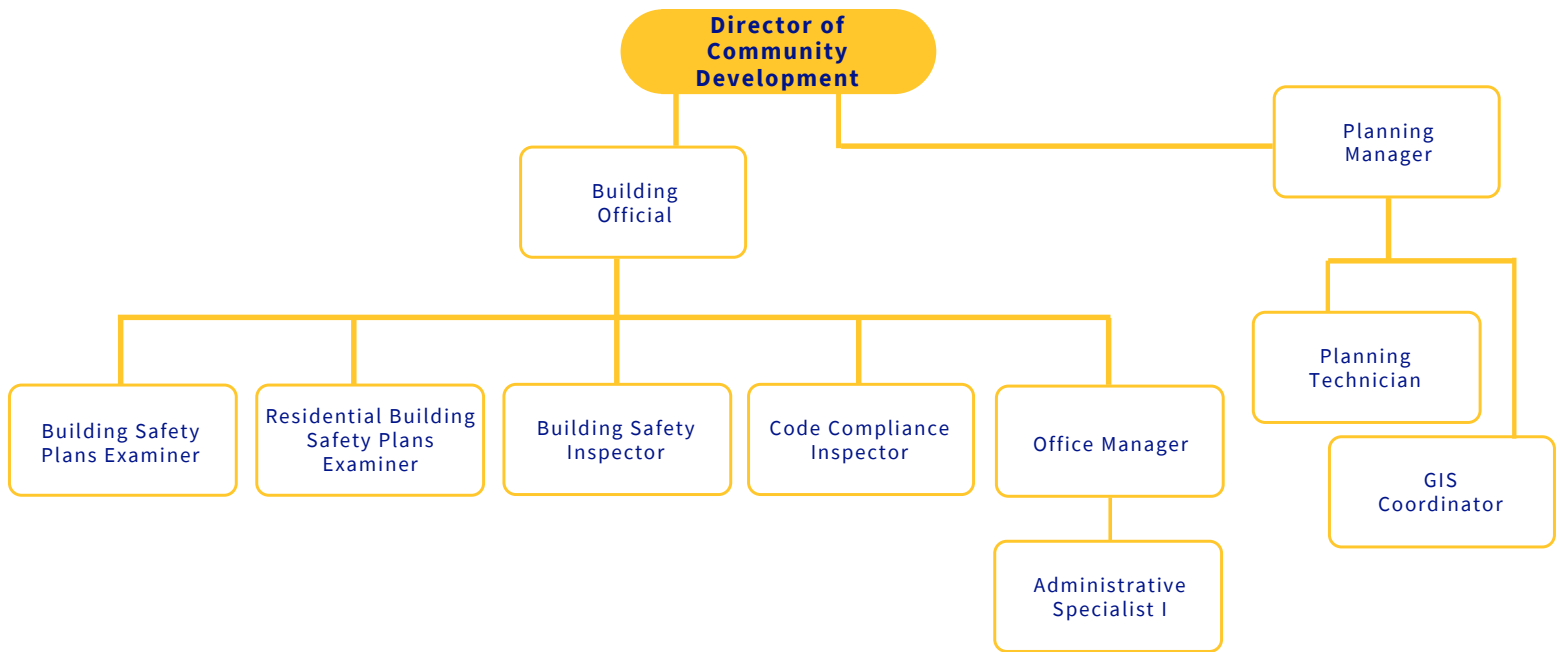 Director of
Community
Development
Planning
Manager
Building
Official
Planning
Technician
Building Safety
Plans Examiner
Residential Building
Safety Plans
Examiner
Building Safety
Inspector
Code Compliance
Inspector
Office Manager
GIS
Coordinator
Administrative
Specialist I